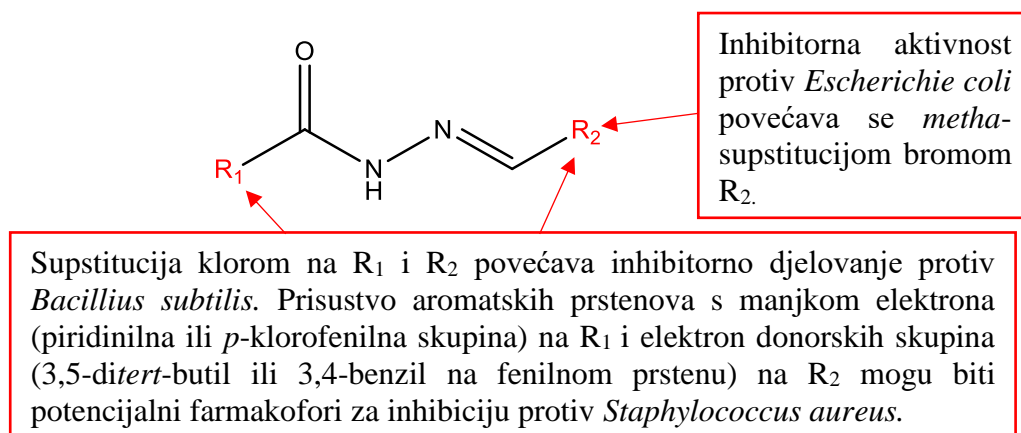 Inhibitorna aktivnost
protiv Escherichie coli
povećava se metha-
supstitucijom bromom
R2.
O
N
R2
R1
N
H
Supstitucija klorom na R1 i R2 povećava inhibitorno djelovanje protiv
Bacillius subtilis. Prisustvo aromatskih prstenova s manjkom elektrona
(piridinilna ili p-klorofenilna skupina) na R1 i elektron donorskih skupina
(3,5-ditert-butil ili 3,4-benzil na fenilnom prstenu) na R2 mogu biti
potencijalni farmakofori za inhibiciju protiv Staphylococcus aureus.